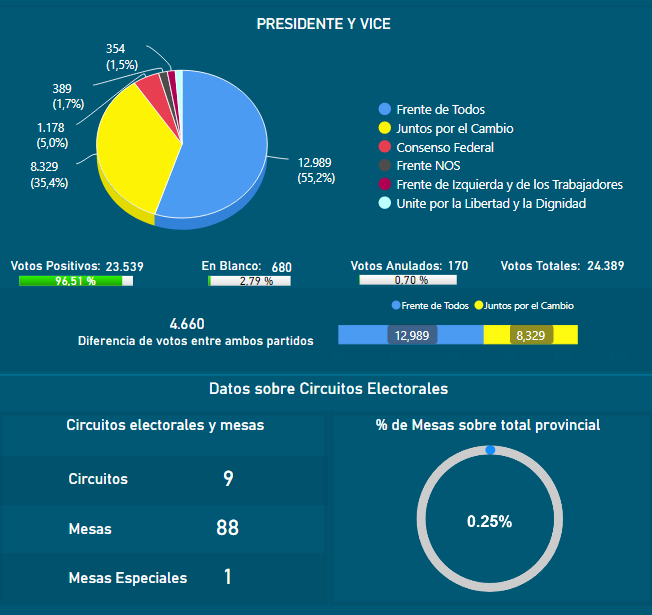 PRESIDENTE Y VICE
354
(1,5%)
389
(1,7%)
1.178
(5,0%)
8.329
(35,4%)
12.989
(55,2%)
Frente de Todos
Juntos por el Cambio
Consenso Federal
Frente NOS
Frente de Izquierda y de los Trabajadores
Unite por la Libertad y la Dignidad
Votos Positivos: 23.539
96,51 %
En Blanco: 680
2,79 %
Votos Anulados: 170
0,70 %
Votos Totales: 24.389
4.660
Diferencia de votos entre ambos partidos
Frente de Todos Juntos por el Cambio
12,989 8,329
Datos sobre Circuitos Electorales
Circuitos electorales y mesas
Circuitos 9
Mesas 88
Mesas Especiales 1
% de Mesas sobre total provincial
0.25%